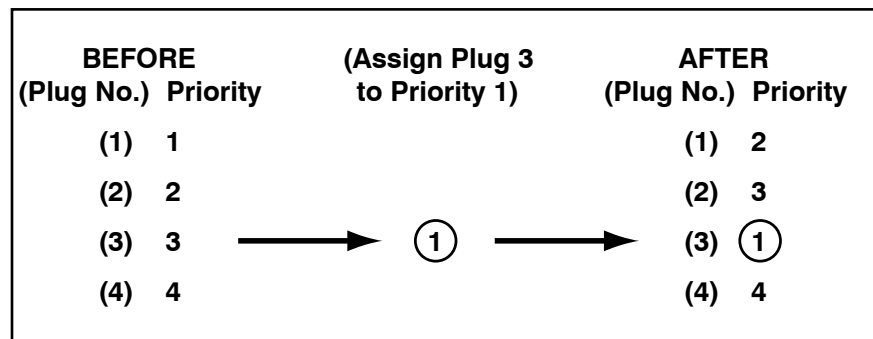 BEFORE (Assign Plug 3 AFTER
(Plug No.) Priority to Priority 1) (Plug No.) Priority
(1) 1 (1) 2
(2) 2 (2) 3
(3) 3 1 (3) 1
(4) 4 (4) 4